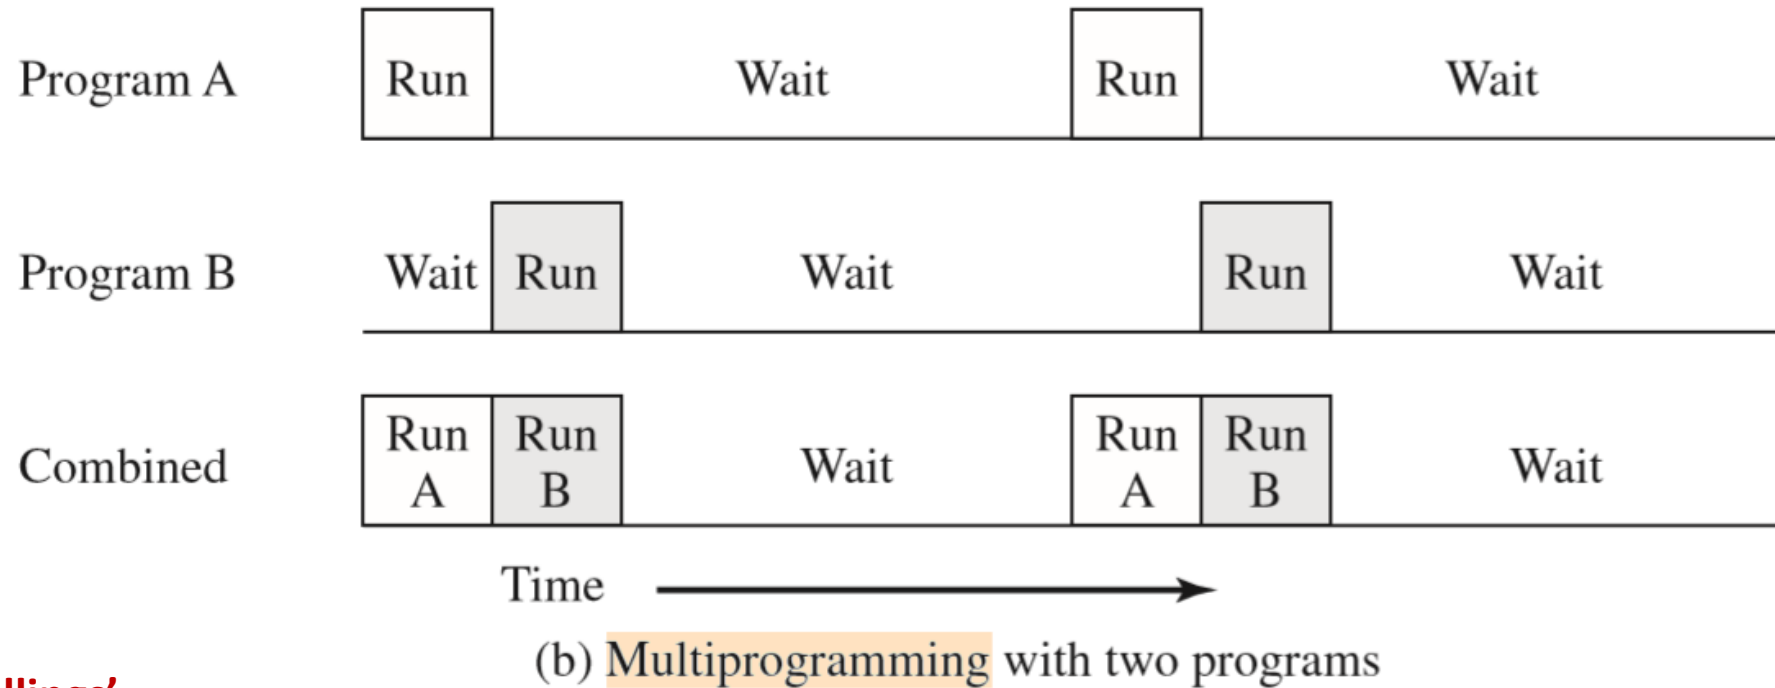 Program A Run Wait Run Wait
Program B Wait Run Wait Run Wait
Combined Run A Run B Wait Run A Run B Wait
Time
(b) Multiprogramming with two programs